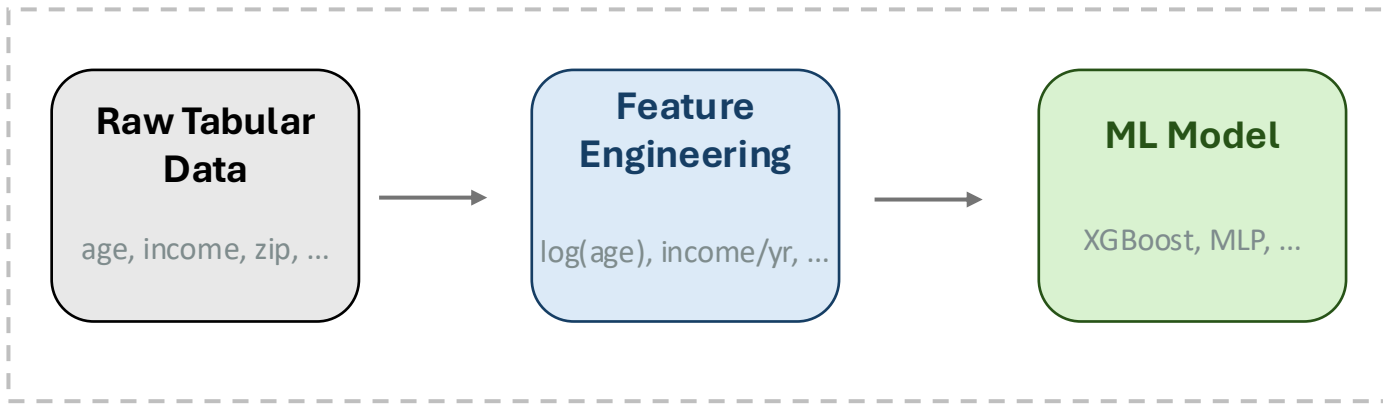 Raw Tabular
Data
age, income, zip, ...
Feature
Engineering
log(age), income/yr, ...
ML Model
XGBoost, MLP, ...